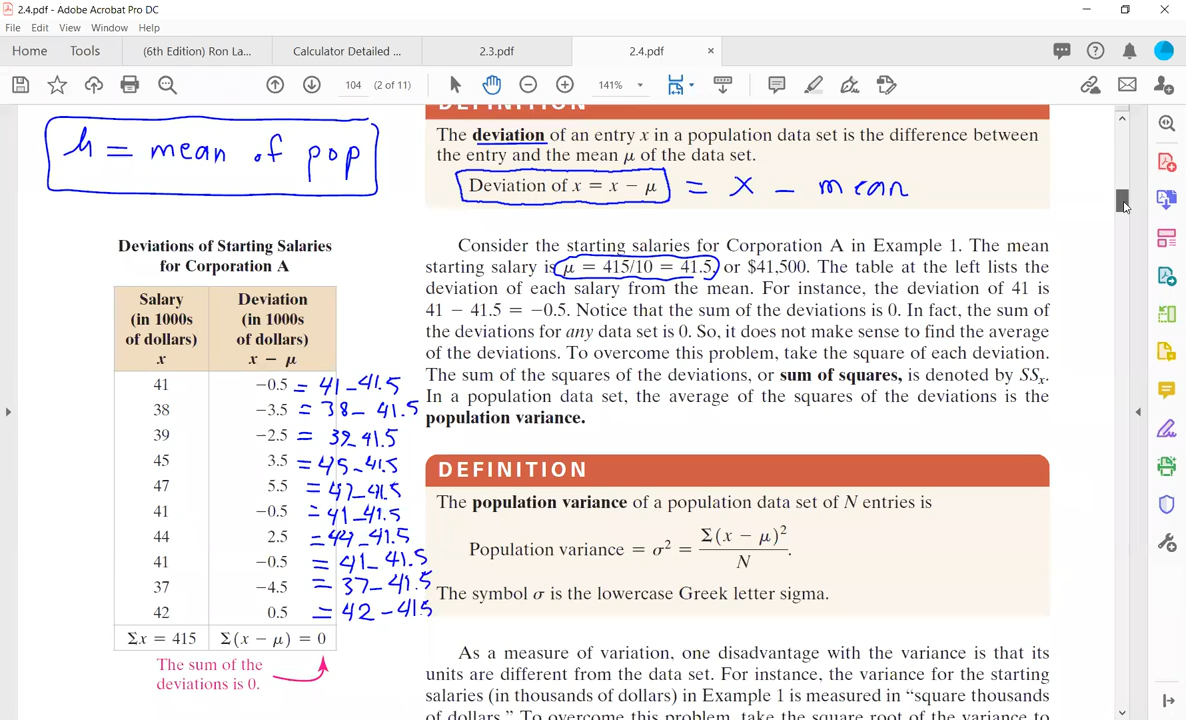 2.4.pdf - Adobe Acrobat Pro DC
File Edit View Window Help
Home Tools (6th Edition) Ron La... Calculator Detailed ... 2.3.pdf 2.4.pdf ×
104 (2 of 11) 141%
DEFINITION
The deviation of an entry x in a population data set is the difference between
the entry and the mean μ of the data set.
Deviation of x = x − μ = x - mean
μ = mean of pop
Deviations of Starting Salaries
for Corporation A
Salary (in 1000s of dollars) x Deviation (in 1000s of dollars) x − μ
41 −0.5 = 41-41.5
38 −3.5 = 38-41.5
39 −2.5 = 39-41.5
45 3.5 = 45-41.5
47 5.5 = 47-41.5
41 −0.5 = 41-41.5
44 2.5 = 44-41.5
41 −0.5 = 41-41.5
37 −4.5 = 37-41.5
42 0.5 = 42-41.5
Σx = 415 Σ(x − μ) = 0
The sum of the
deviations is 0.
Consider the starting salaries for Corporation A in Example 1. The mean
starting salary is μ = 415/10 = 41.5, or $41,500. The table at the left lists the
deviation of each salary from the mean. For instance, the deviation of 41 is
41 − 41.5 = −0.5. Notice that the sum of the deviations is 0. In fact, the sum of
the deviations for any data set is 0. So, it does not make sense to find the average
of the deviations. To overcome this problem, take the square of each deviation.
The sum of the squares of the deviations, or sum of squares, is denoted by SSₓ.
In a population data set, the average of the squares of the deviations is the
population variance.
DEFINITION
The population variance of a population data set of N entries is
Population variance = σ² = Σ(x − μ)² / N.
The symbol σ is the lowercase Greek letter sigma.
As a measure of variation, one disadvantage with the variance is that its
units are different from the data set. For instance, the variance for the starting
salaries (in thousands of dollars) in Example 1 is measured in “square thousands
of dollars.” To overcome this problem, take the square root of the variance to